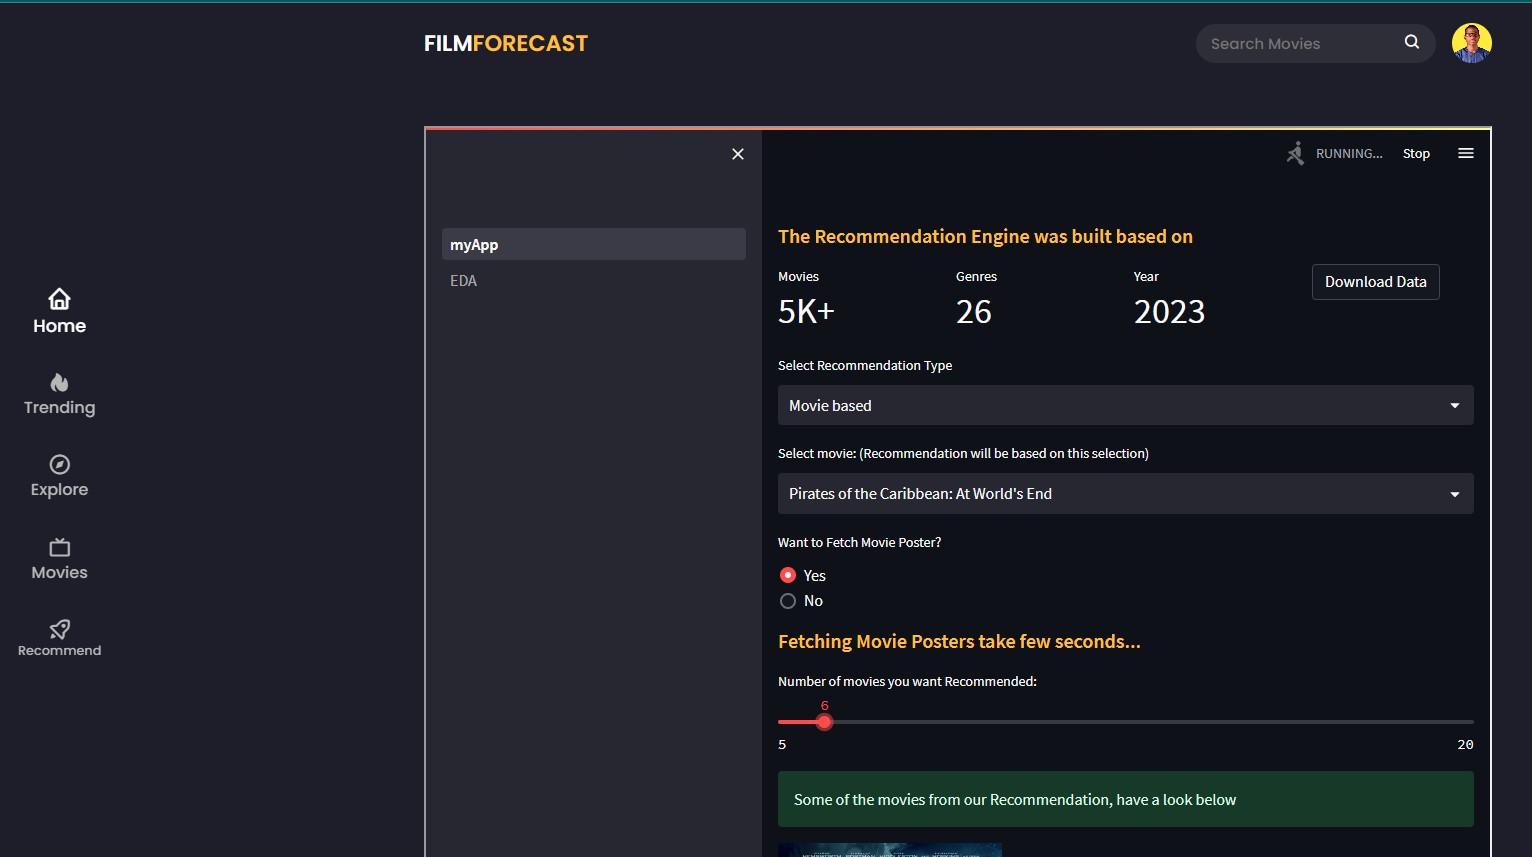 FILMFORECAST
Search Movies
RUNNING...
Stop
myApp
EDA
Home
Trending
Explore
Movies
Recommend
The Recommendation Engine was built based on
Movies
5K+
Genres
26
Year
2023
Download Data
Select Recommendation Type
Movie based
Select movie: (Recommendation will be based on this selection)
Pirates of the Caribbean: At World's End
Want to Fetch Movie Poster?
Yes
No
Fetching Movie Posters take few seconds...
Number of movies you want Recommended:
6
5
20
Some of the movies from our Recommendation, have a look below